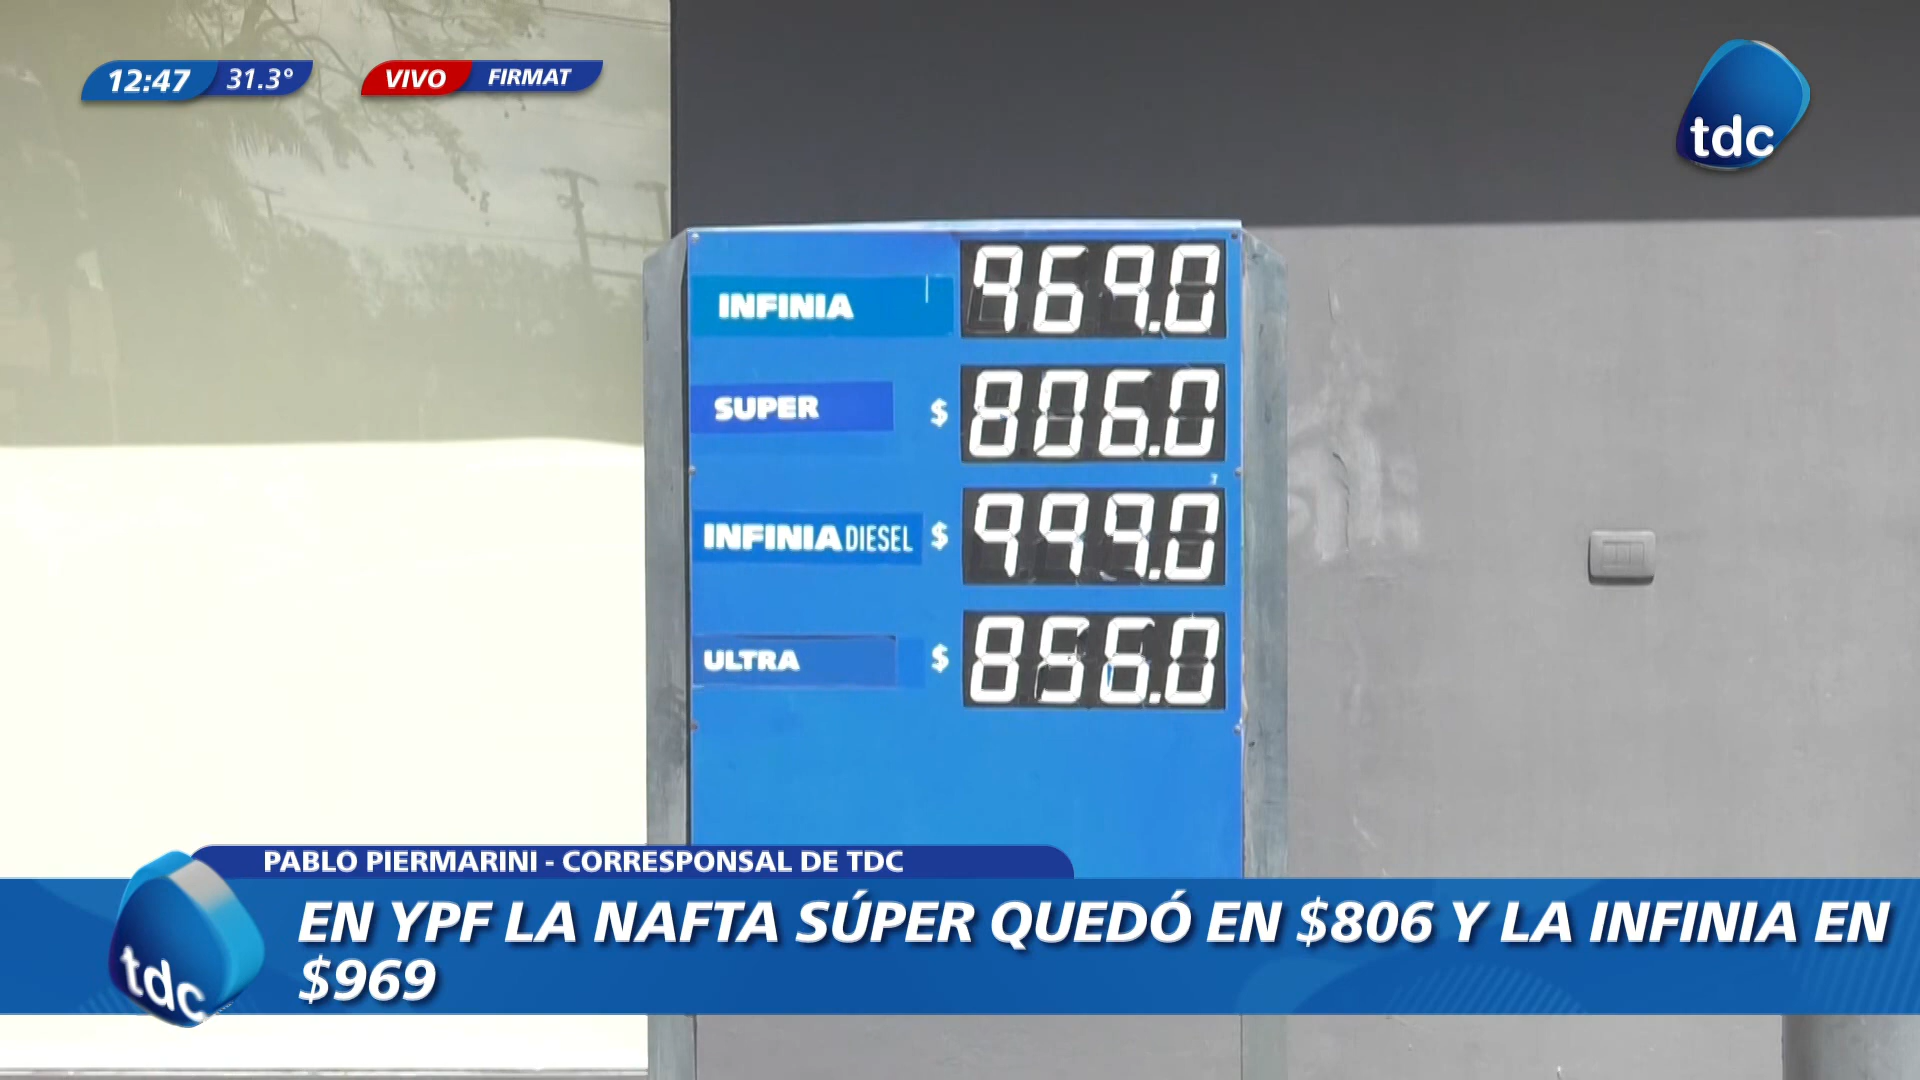 12:47 31.3° VIVO FIRMAT
tdc
INFINIA 969.0
SUPER $ 806.0
INFINIA DIESEL $ 999.0
ULTRA $ 856.0
PABLO PIERMARINI - CORRESPONSAL DE TDC
EN YPF LA NAFTA SÚPER QUEDÓ EN $806 Y LA INFINIA EN
$969
tdc